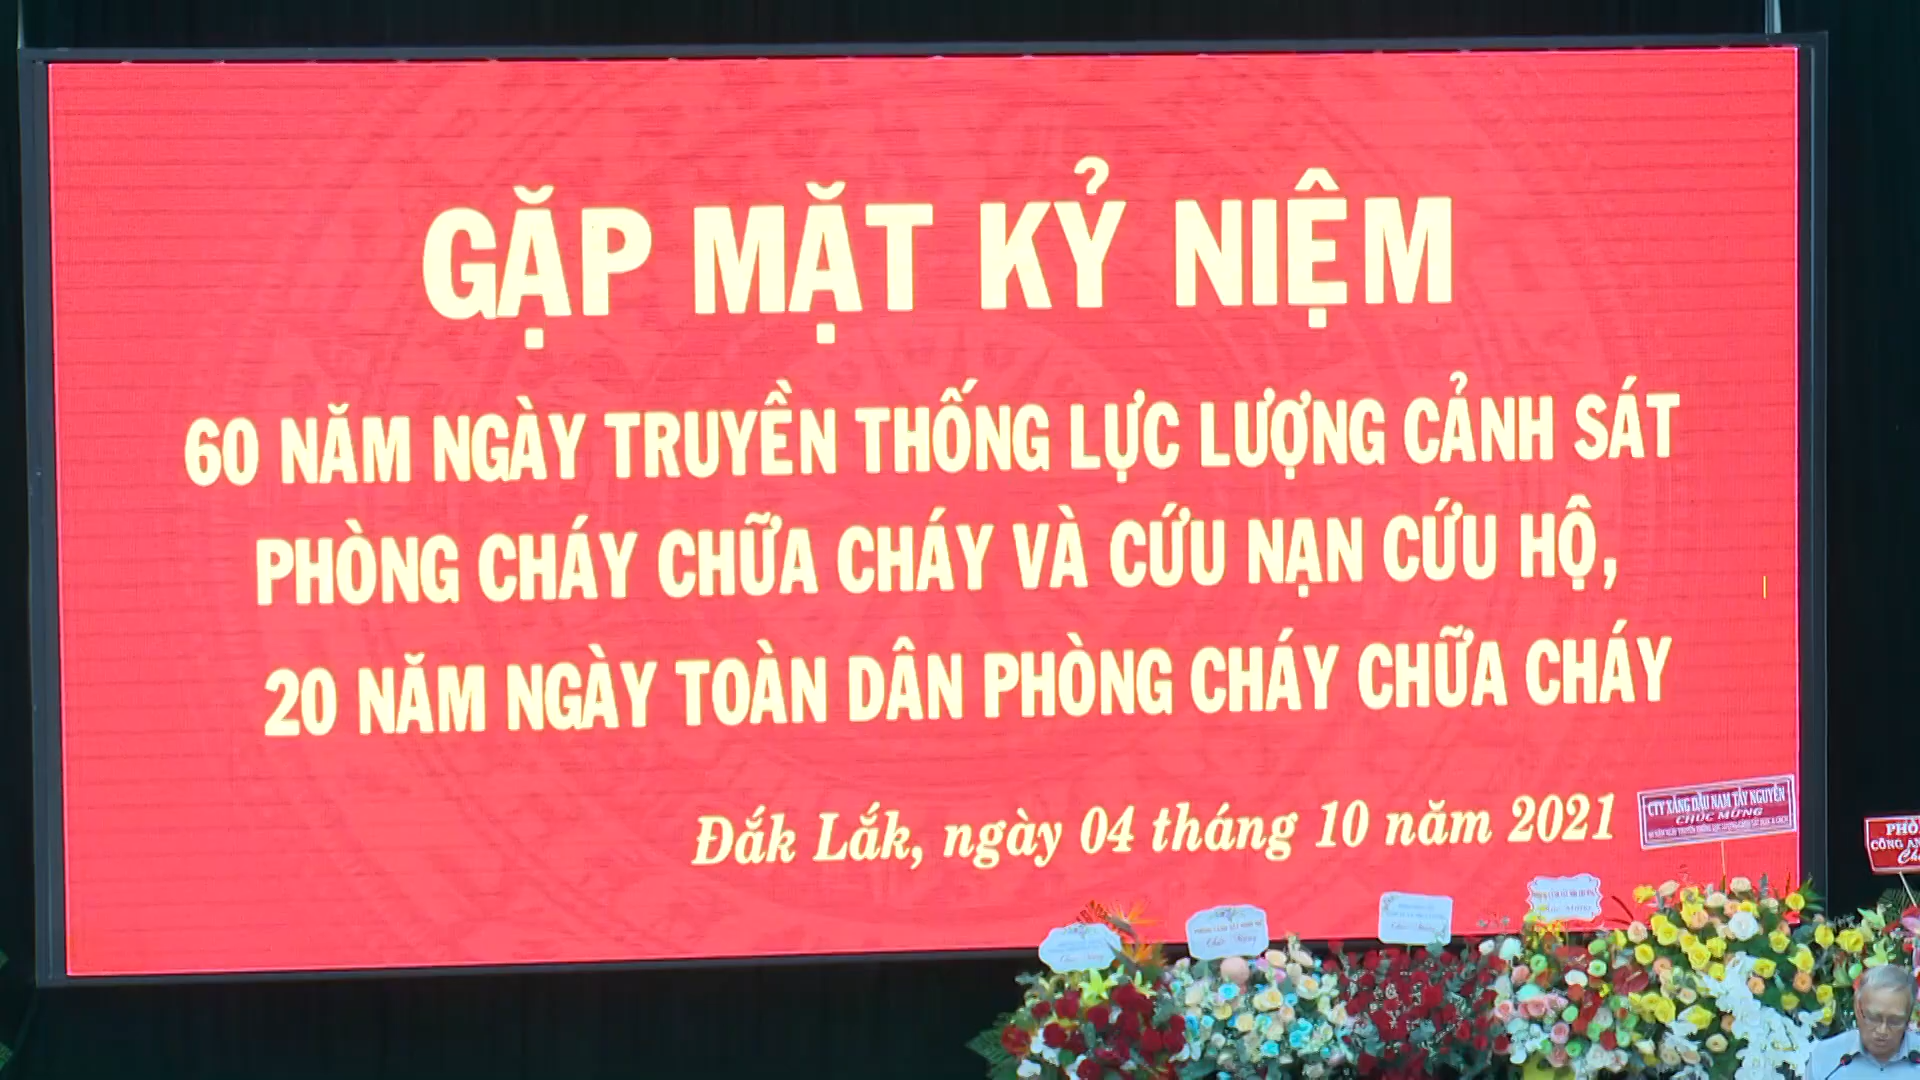 GẶP MẶT KỶ NIỆM
60 NĂM NGÀY TRUYỀN THỐNG LỰC LƯỢNG CẢNH SÁT
PHÒNG CHÁY CHỮA CHÁY VÀ CỨU NẠN CỨU HỘ,
20 NĂM NGÀY TOÀN DÂN PHÒNG CHÁY CHỮA CHÁY
Đắk Lắk, ngày 04 tháng 10 năm 2021
CTY XĂNG DẦU NAM TÂY NGUYÊN
CHÚC MỪNG
CÔNG AN